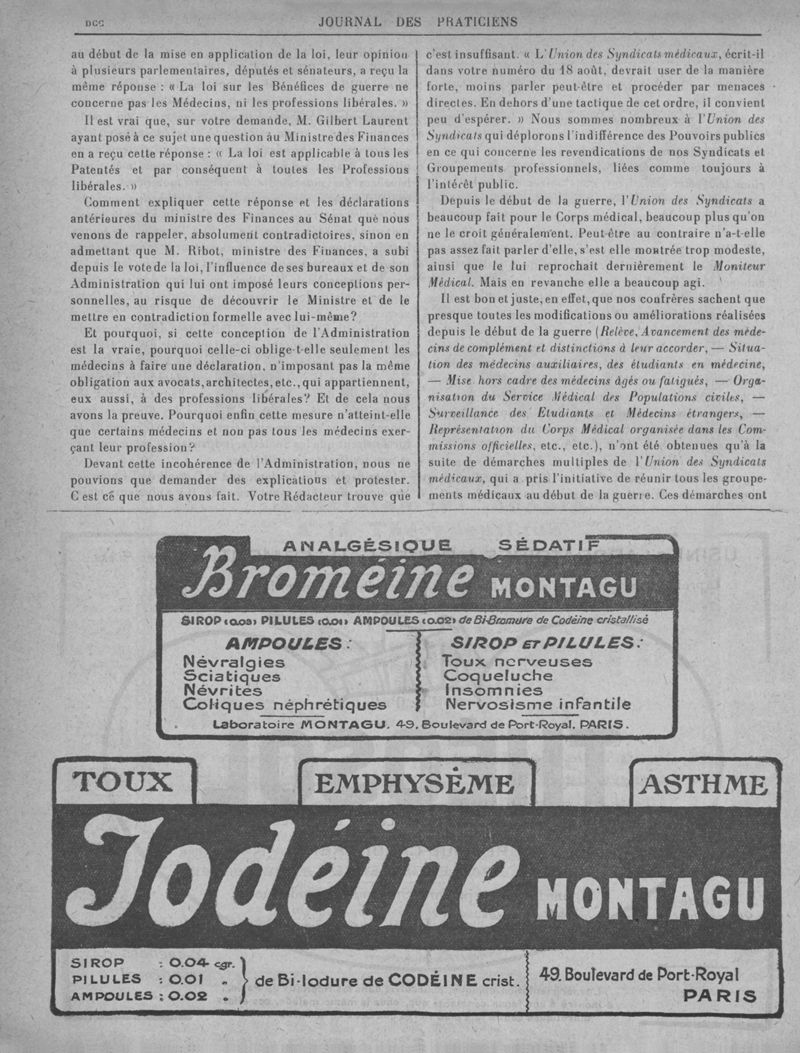 DCC
JOURNAL DES PRATICIENS
au début de la mise en application de la loi, leur opinion
à plusieurs parlementaires, députés et sénateurs, a reçu la
même réponse : « La loi sur les Bénéfices de guerre ne
concerne pas les Médecins, ni les professions libérales. »
Il est vrai que, sur votre demande, M. Gilbert Laurent
ayant posé à ce sujet une question au Ministre des Finances
en a reçu cette réponse : « La loi est applicable à tous les
Patentés et par conséquent à toutes les Professions
libérales. »
Comment expliquer cette réponse et les déclarations
antérieures du ministre des Finances au Sénat que nous
venons de rappeler, absolument contradictoires, sinon en
admettant que M. Ribot, ministre des Finances, a subi
depuis le vote de la loi, l'influence de ses bureaux et de son
Administration qui lui ont imposé leurs conceptions per-
sonnelles, au risque de découvrir le Ministre et de le
mettre en contradiction formelle avec lui-même?
Et pourquoi, si cette conception de l'Administration
est la vraie, pourquoi celle-ci oblige-t-elle seulement les
médecins à faire une déclaration, n'imposant pas la même
obligation aux avocats, architectes, etc., qui appartiennent,
eux aussi, à des professions libérales? Et de cela nous
avons la preuve. Pourquoi enfin cette mesure n'atteint-elle
que certains médecins et non pas tous les médecins exer-
çant leur profession?
Devant cette incohérence de l'Administration, nous ne
pouvions que demander des explications et protester.
C'est ce que nous avons fait. Votre Rédacteur trouve que
c'est insuffisant. « L'Union des Syndicats médicaux, écrit-il
dans votre numéro du 18 août, devrait user de la manière
forte, moins parler peut-être et procéder par menaces
directes. En dehors d'une tactique de cet ordre, il convient
peu d'espérer. » Nous sommes nombreux à l'Union des
Syndicats qui déplorons l'indifférence des Pouvoirs publics
en ce qui concerne les revendications de nos Syndicats et
Groupements professionnels, liées comme toujours à
l'intérêt public.
Depuis le début de la guerre, l'Union des Syndicats a
beaucoup fait pour le Corps médical, beaucoup plus qu'on
ne le croit généralement. Peut-être au contraire n'a-t-elle
pas assez fait parler d'elle, s'est elle montrée trop modeste,
ainsi que le lui reprochait dernièrement le Moniteur
Médical. Mais en revanche elle a beaucoup agi.
Il est bon et juste, en effet, que nos confrères sachent que
presque toutes les modifications ou améliorations réalisées
depuis le début de la guerre (Relève, Avancement des méde-
cins de complément et distinctions à leur accorder, — Situa-
tion des médecins auxiliaires, des étudiants en médecine,
— Mise hors cadre des médecins âgés ou fatigués, — Orga-
nisation du Service Médical des Populations civiles, —
Surveillance des Etudiants et Médecins étrangers, —
Représentation du Corps Médical organisée dans les Com-
missions officielles, etc., etc.), n'ont été obtenues qu'à la
suite de démarches multiples de l'Union des Syndicats
médicaux, qui a pris l'initiative de réunir tous les groupe-
ments médicaux au début de la guerre. Ces démarches ont
ANALGÉSIQUE SÉDATIF
Broméine MONTAGU
SIROP (0.03) PILULES (0.01) AMPOULES (0.02) de Bi-Bromure de Codéine cristallisé
AMPOULES :
Névralgies
Sciatiques
Névrites
Coliques néphrétiques
SIROP ET PILULES :
Toux nerveuses
Coqueluche
Insomnies
Nervosisme infantile
Laboratoire MONTAGU, 49, Boulevard de Port-Royal, PARIS.
TOUX
EMPHYSÈME
ASTHME
Iodéine MONTAGU
SIROP : 0.04 cgr.
PILULES : 0.01 "
AMPOULES : 0.02 "
de Bi-Iodure de CODÉINE crist.
49, Boulevard de Port-Royal
PARIS